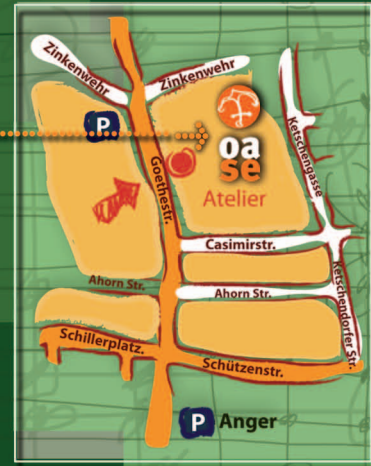 Zinkenwehr
Zinkenwehr
P
Ketschengasse
oa
se
Goethestr.
Atelier
Casimirstr.
Ketschendorfer Str.
Ahorn Str.
Ahorn Str.
Schillerplatz.
Schützenstr.
P Anger